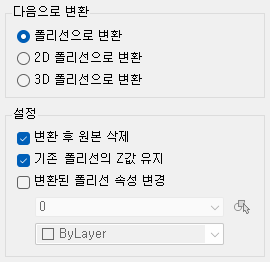 다음으로 변환
폴리선으로 변환
2D 폴리선으로 변환
3D 폴리선으로 변환
설정
변환 후 원본 삭제
기존 폴리선의 Z값 유지
변환된 폴리선 속성 변경
0
ByLayer